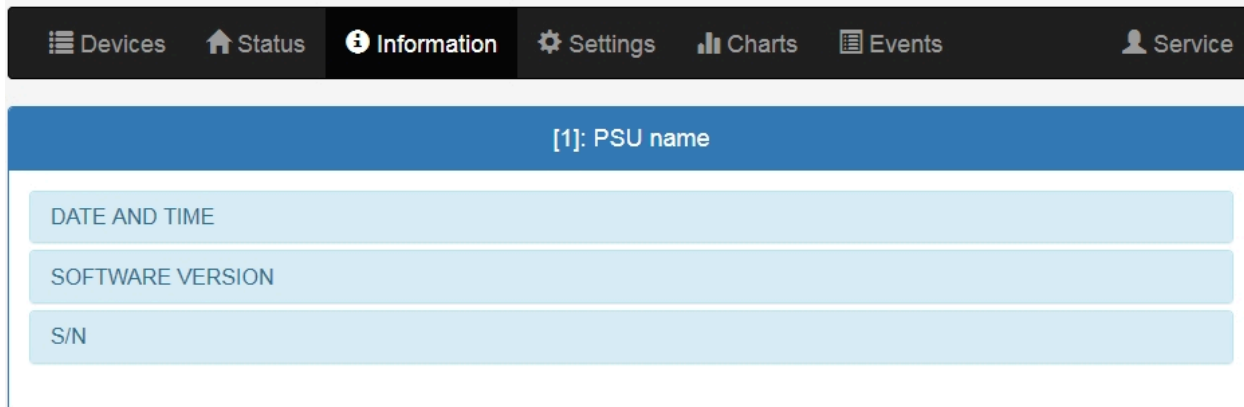 Devices Status Information Settings Charts Events Service
[1]: PSU name
DATE AND TIME
SOFTWARE VERSION
S/N